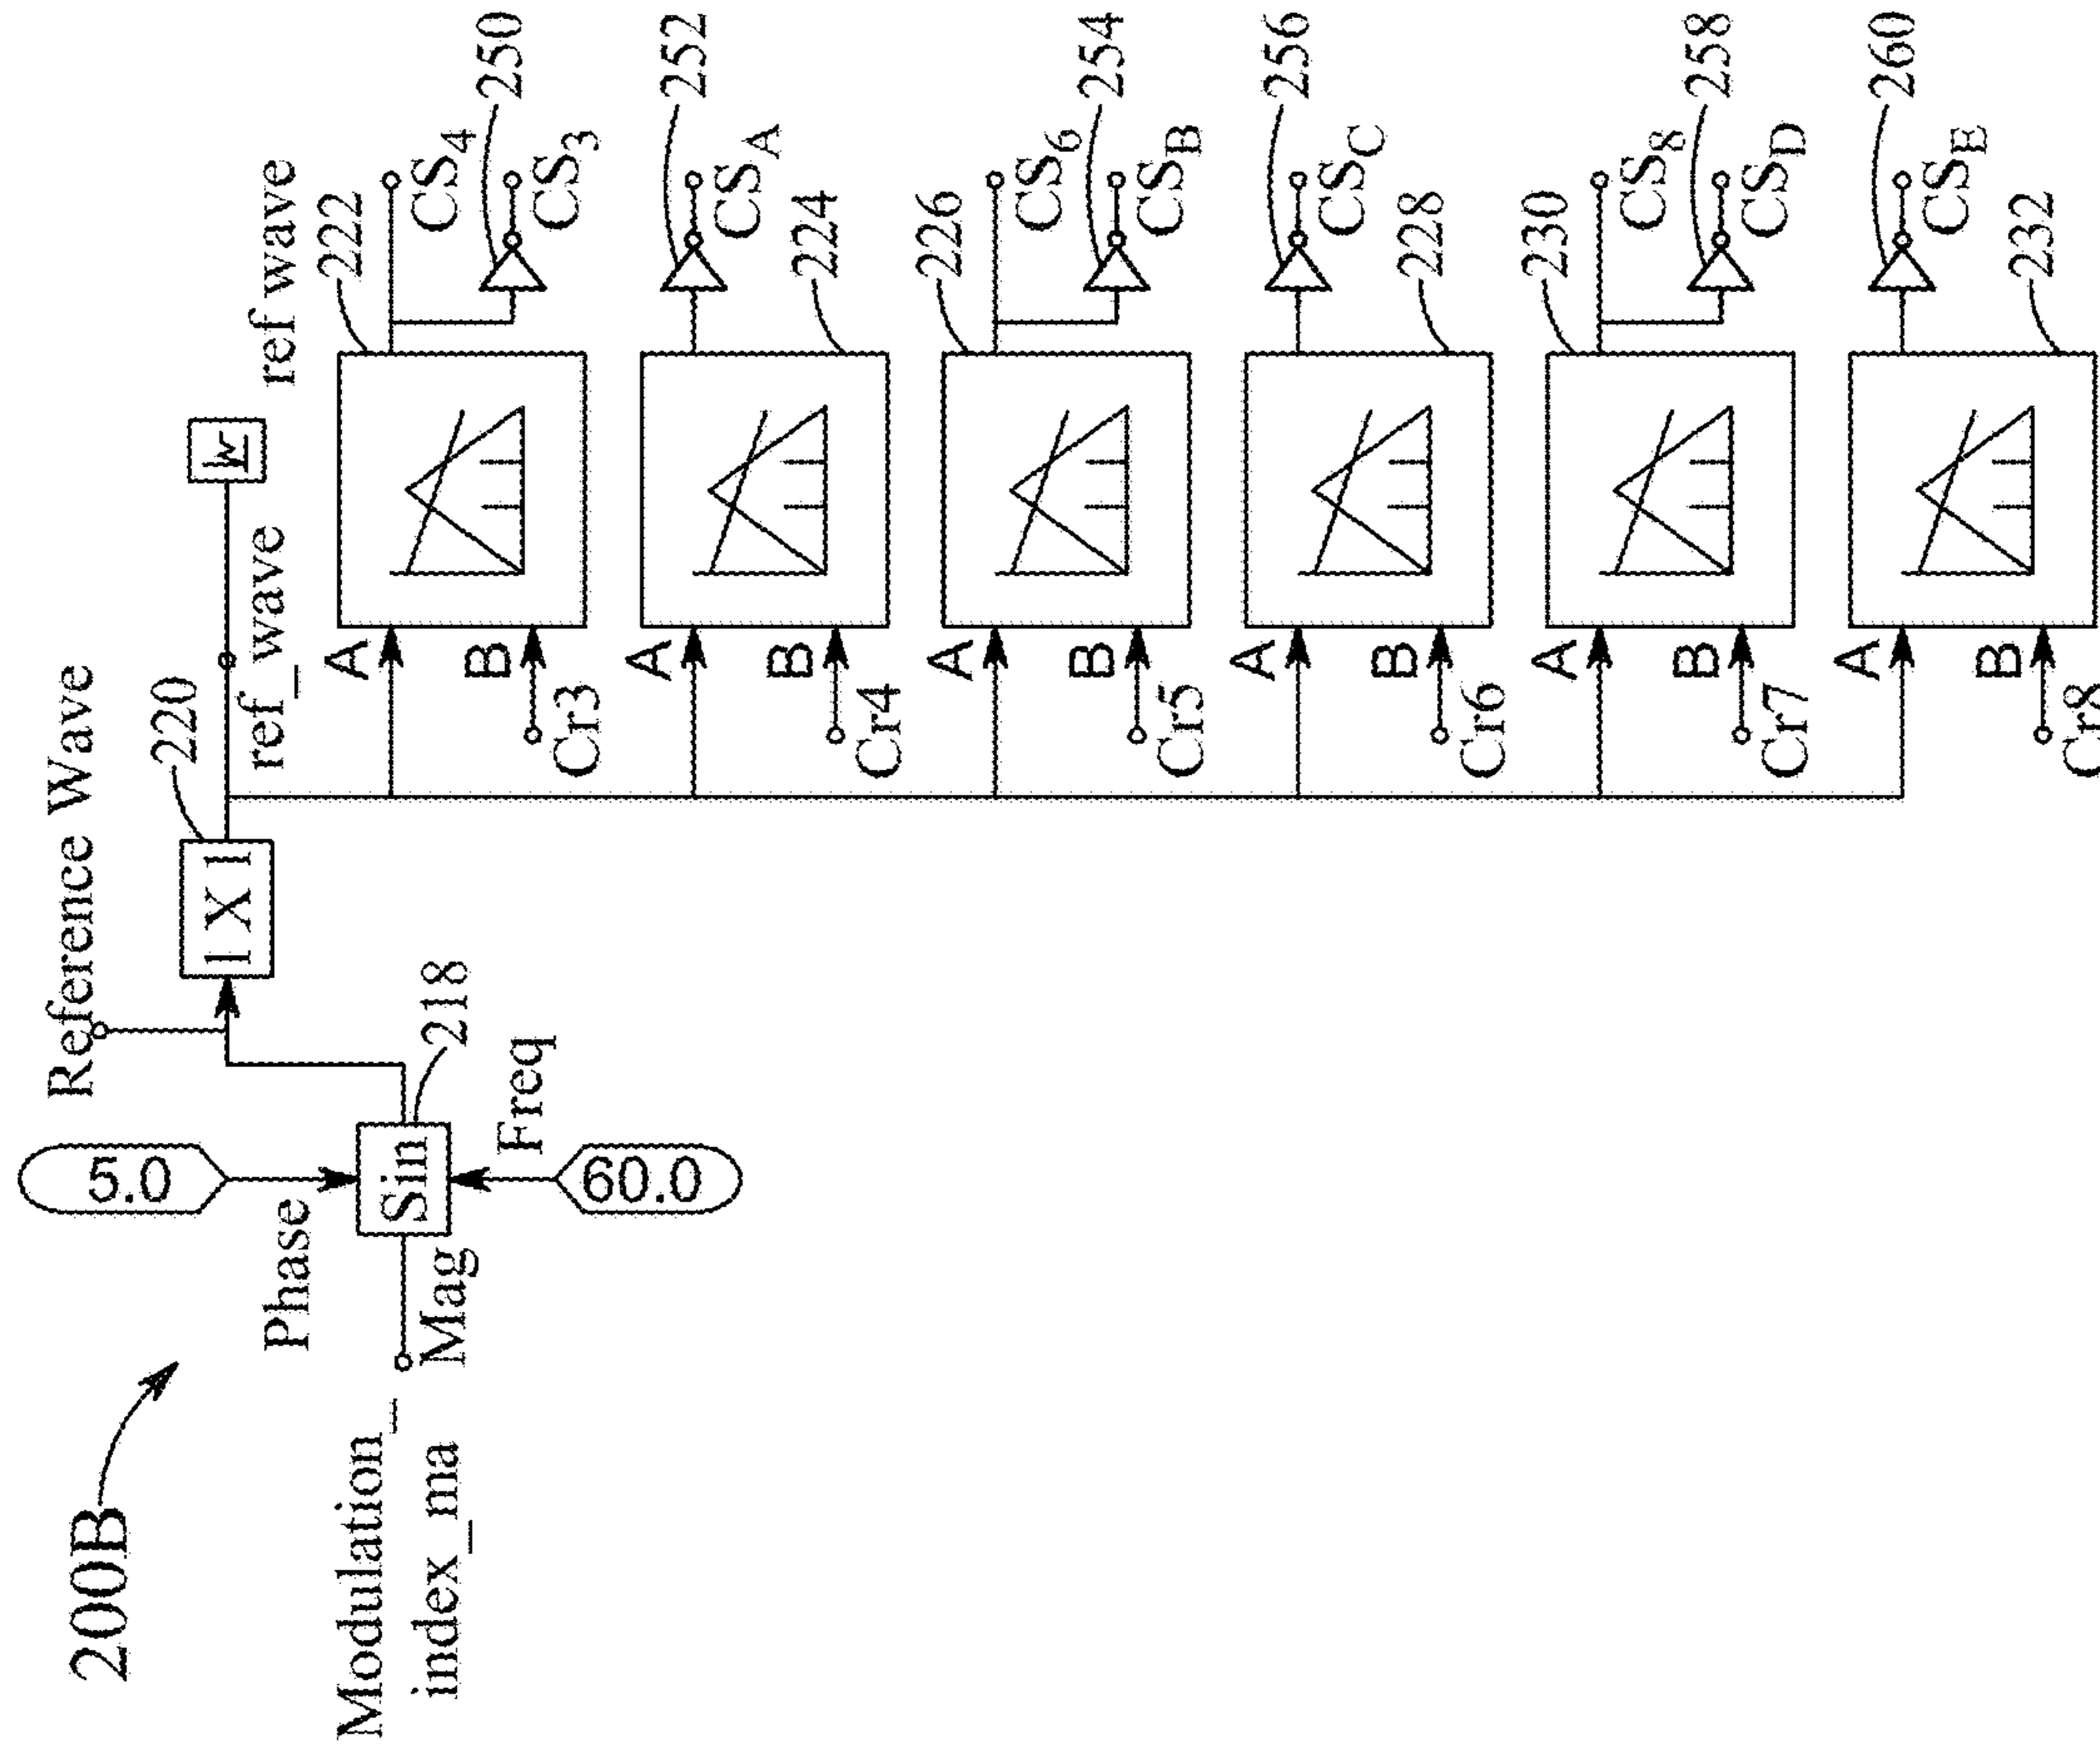 200B
Reference Wave
5.0
Phase
Modulation_
index_ma
Mag
Sin
218
Freq
60.0
1 X 1
220
ref_wave
ref wave
A
B
Cr3
222
CS4
250
CS3
A
B
Cr4
252
CSA
224
A
B
Cr5
226
CS6
254
CSB
A
B
Cr6
256
CSC
228
A
B
Cr7
230
CS8
258
CSD
A
B
Cr8
260
CSE
232